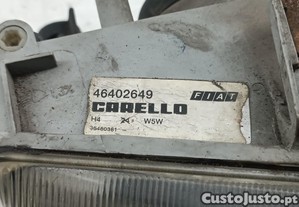 46402649 FIAT
CARELLO
H4 W5W
CustoJusto.pt